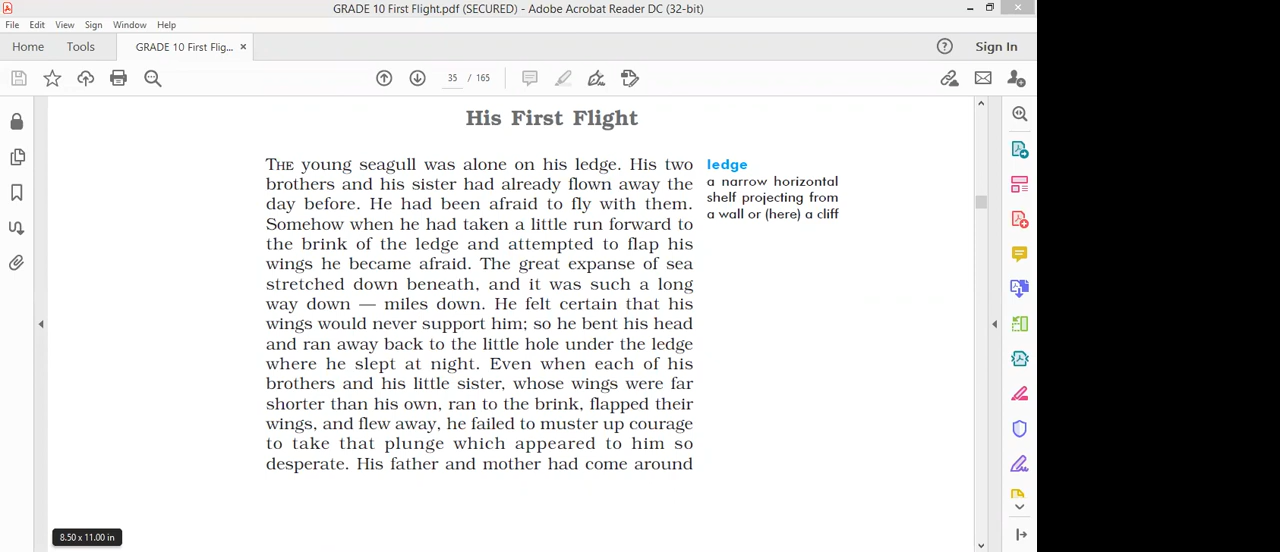 GRADE 10 First Flight.pdf (SECURED) - Adobe Acrobat Reader DC (32-bit)
File Edit View Sign Window Help
Home Tools GRADE 10 First Flig... × Sign In
35 / 165
His First Flight
THE young seagull was alone on his ledge. His two
brothers and his sister had already flown away the
day before. He had been afraid to fly with them.
Somehow when he had taken a little run forward to
the brink of the ledge and attempted to flap his
wings he became afraid. The great expanse of sea
stretched down beneath, and it was such a long
way down — miles down. He felt certain that his
wings would never support him; so he bent his head
and ran away back to the little hole under the ledge
where he slept at night. Even when each of his
brothers and his little sister, whose wings were far
shorter than his own, ran to the brink, flapped their
wings, and flew away, he failed to muster up courage
to take that plunge which appeared to him so
desperate. His father and mother had come around
ledge
a narrow horizontal
shelf projecting from
a wall or (here) a cliff
8.50 x 11.00 in